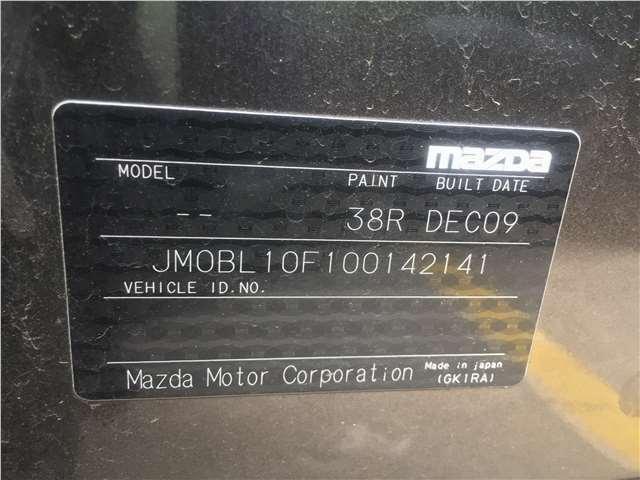 mazda
MODEL PAINT BUILT DATE
-- 38R DEC09
JM0BL10F100142141
VEHICLE ID.NO.
Mazda Motor Corporation Made in japan
(GK1RA)